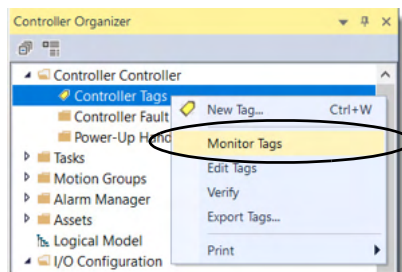 Controller Organizer
Controller Controller
Controller Tags
Controller Fault
Power-Up Hand
Tasks
Motion Groups
Alarm Manager
Assets
Logical Model
I/O Configuration
New Tag... Ctrl+W
Monitor Tags
Edit Tags
Verify
Export Tags...
Print